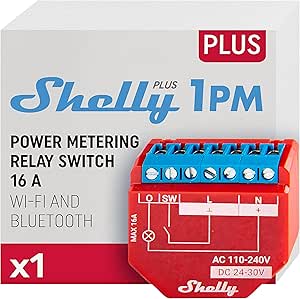 PLUS
Shelly PLUS 1PM
POWER METERING
RELAY SWITCH
16 A
WI-FI AND
BLUETOOTH
x1
O SW L N
MAX 16A
⊥ +
AC 110-240V
DC 24-30V
Shelly